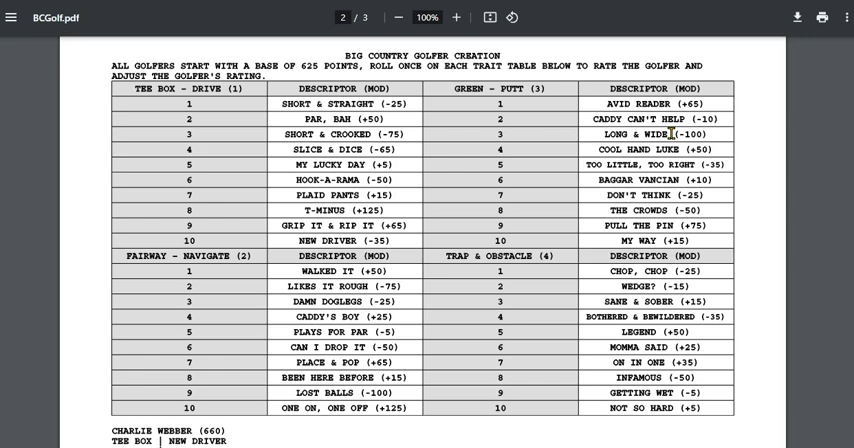 BCGolf.pdf
2 / 3
100%
BIG COUNTRY GOLFER CREATION
ALL GOLFERS START WITH A BASE OF 625 POINTS, ROLL ONCE ON EACH TRAIT TABLE BELOW TO RATE THE GOLFER AND
ADJUST THE GOLFER'S RATING.
TEE BOX - DRIVE (1) DESCRIPTOR (MOD) GREEN - PUTT (3) DESCRIPTOR (MOD)
1 SHORT & STRAIGHT (-25) 1 AVID READER (+65)
2 PAR, BAH (+50) 2 CADDY CAN'T HELP (-10)
3 SHORT & CROOKED (-75) 3 LONG & WIDE (-100)
4 SLICE & DICE (-65) 4 COOL HAND LUKE (+50)
5 MY LUCKY DAY (+5) 5 TOO LITTLE, TOO RIGHT (-35)
6 HOOK-A-RAMA (-50) 6 BAGGAR VANCIAN (+10)
7 PLAID PANTS (+15) 7 DON'T THINK (-25)
8 T-MINUS (+125) 8 THE CROWDS (-50)
9 GRIP IT & RIP IT (+65) 9 PULL THE PIN (+75)
10 NEW DRIVER (-35) 10 MY WAY (+15)
FAIRWAY - NAVIGATE (2) DESCRIPTOR (MOD) TRAP & OBSTACLE (4) DESCRIPTOR (MOD)
1 WALKED IT (+50) 1 CHOP, CHOP (-25)
2 LIKES IT ROUGH (-75) 2 WEDGE? (-15)
3 DAMN DOGLEGS (-25) 3 SANE & SOBER (+15)
4 CADDY'S BOY (+25) 4 BOTHERED & BEWILDERED (-35)
5 PLAYS FOR PAR (-5) 5 LEGEND (+50)
6 CAN I DROP IT (-50) 6 MOMMA SAID (+25)
7 PLACE & POP (+65) 7 ON IN ONE (+35)
8 BEEN HERE BEFORE (+15) 8 INFAMOUS (-50)
9 LOST BALLS (-100) 9 GETTING WET (-5)
10 ONE ON, ONE OFF (+125) 10 NOT SO HARD (+5)
CHARLIE WEBBER (660)
TEE BOX | NEW DRIVER